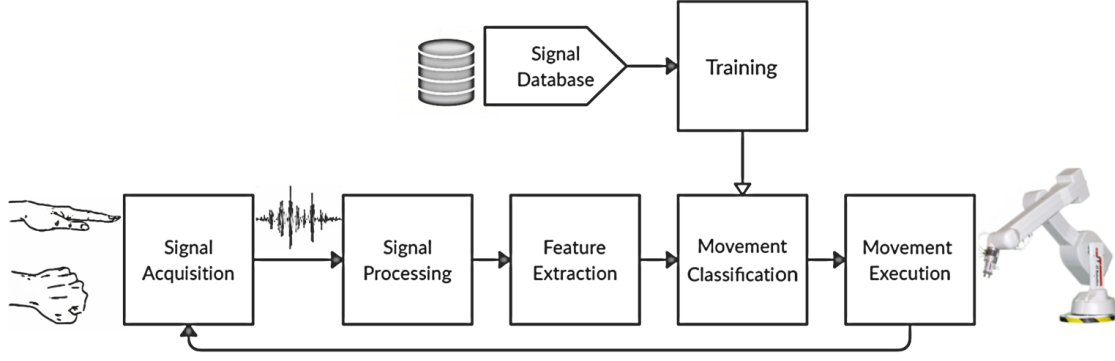 Signal
Database
Training
Signal
Acquisition
Signal
Processing
Feature
Extraction
Movement
Classification
Movement
Execution